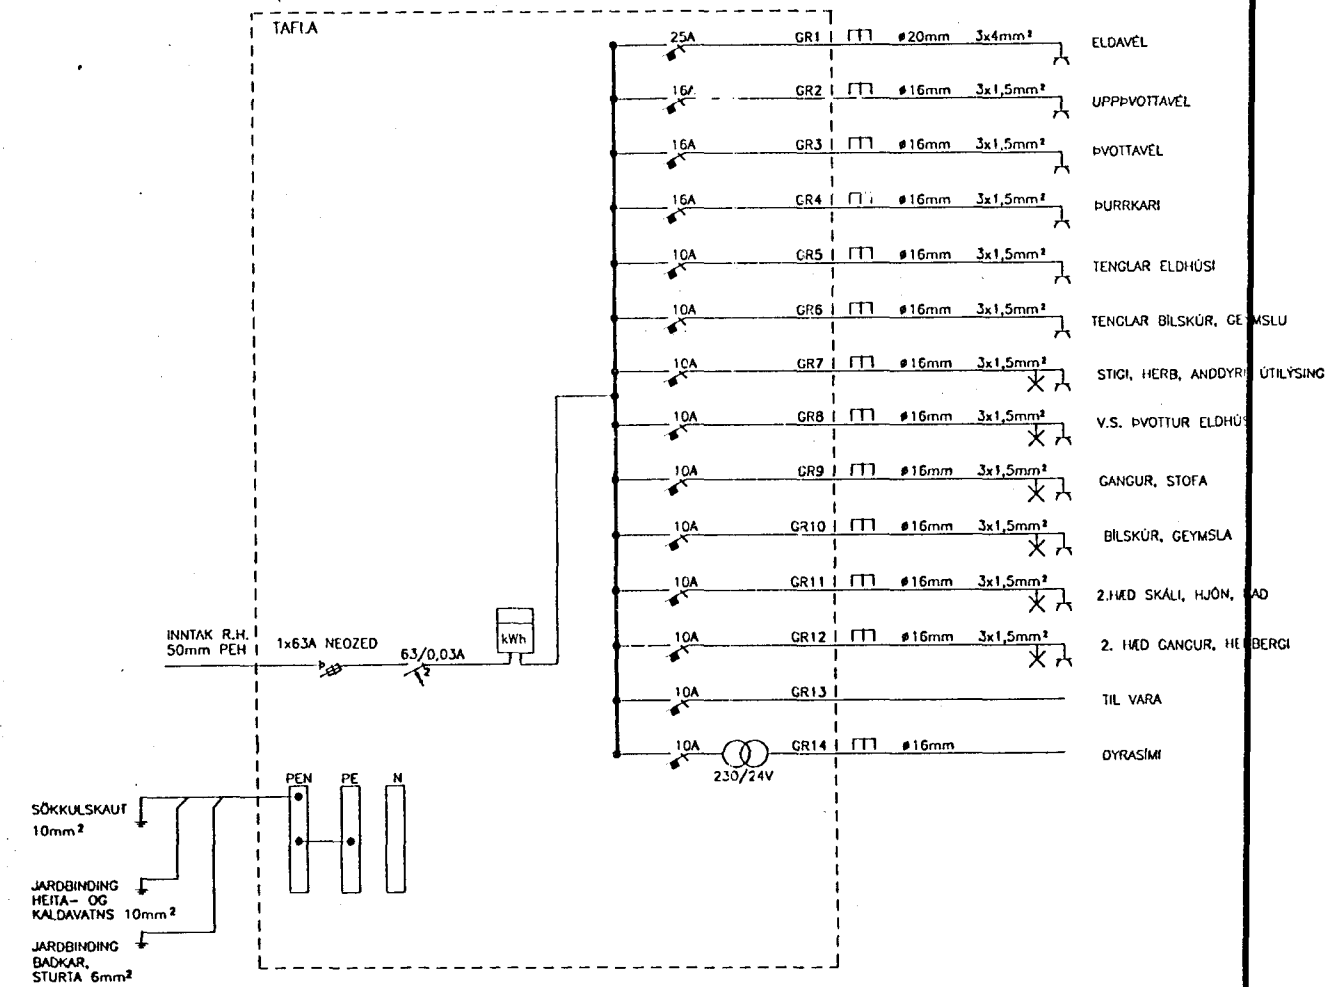 TAFLA
25A GR1 ø20mm 3x4mm² ELDAVÉL
16A GR2 ø16mm 3x1,5mm² UPPÞVOTTAVÉL
16A GR3 ø16mm 3x1,5mm² ÞVOTTAVÉL
16A GR4 ø16mm 3x1,5mm² ÞURRKARI
10A GR5 ø16mm 3x1,5mm² TENGLAR ELDHÚSI
10A GR6 ø16mm 3x1,5mm² TENGLAR BÍLSKÚR, GEYMSLU
10A GR7 ø16mm 3x1,5mm² STIGI, HERB, ANDDYRI ÚTILÝSING
10A GR8 ø16mm 3x1,5mm² V.S. ÞVOTTUR ELDHÚS
10A GR9 ø16mm 3x1,5mm² GANGUR, STOFA
10A GR10 ø16mm 3x1,5mm² BÍLSKÚR, GEYMSLA
10A GR11 ø16mm 3x1,5mm² 2.HÆÐ SKÁLI, HJÓN, BAÐ
10A GR12 ø16mm 3x1,5mm² 2. HÆÐ GANGUR, HERBERGI
10A GR13 TIL VARA
10A GR14 ø16mm DYRASÍMI
230/24V
INNTAK R.H.
50mm PEH
1x63A NEOZED
63/0,03A
2
kWh
PEN PE N
SÖKKULSKAUT
10mm²
JARÐBINDING
HEITA- OG
KALDAVATNS 10mm²
JARÐBINDING
BAÐKAR,
STURTA 6mm²